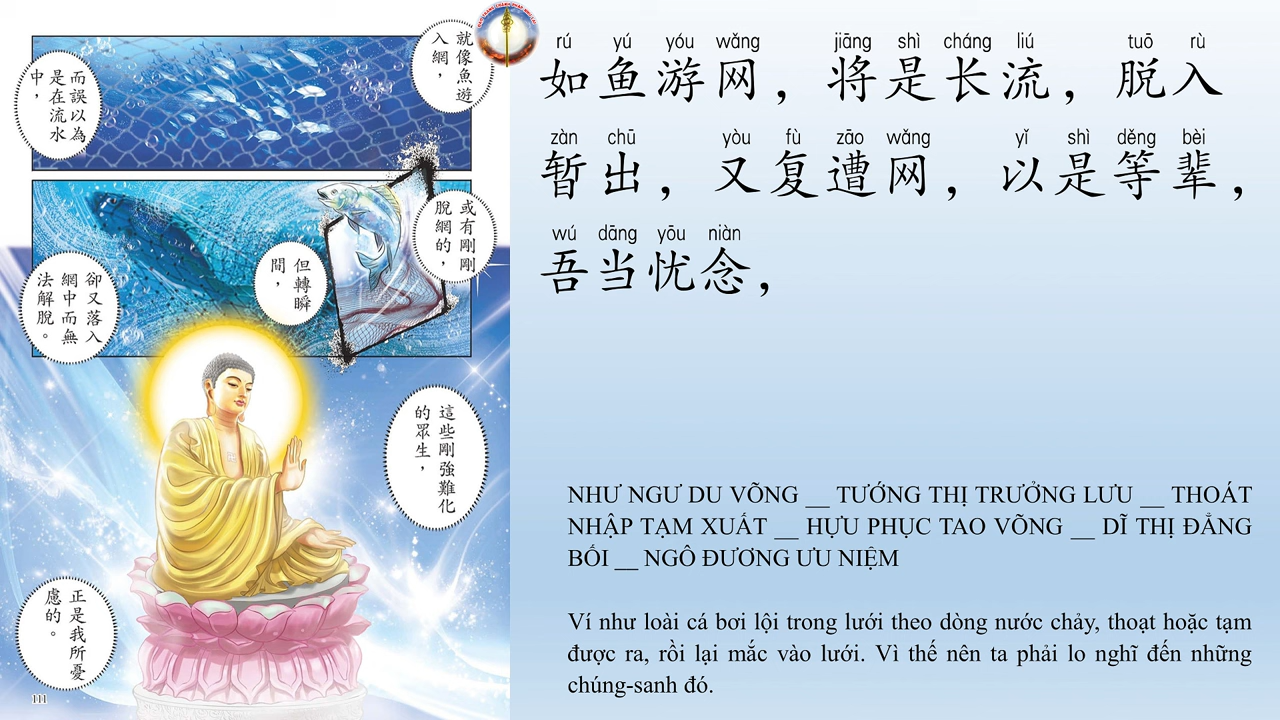 就像魚遊
入網，
而誤以為
是在流水
中，
或有剛剛
脫網的，
但轉瞬
間，
卻又落入
網中而無
法解脫。
這些剛強難化
的眾生，
正是我所憂
慮的。
111
rú yú yóu wǎng jiāng shì cháng liú tuō rù
如鱼游网，将是长流，脱入
zàn chū yòu fù zāo wǎng yǐ shì děng bèi
暂出，又复遭网，以是等辈，
wú dāng yōu niàn
吾当忧念，
NHƯ NGƯ DU VÕNG __ TƯỚNG THỊ TRƯỞNG LƯU __ THOÁT
NHẬP TẠM XUẤT __ HỰU PHỤC TAO VÕNG __ DĨ THỊ ĐẲNG
BỐI __ NGÔ ĐƯƠNG ƯU NIỆM
Ví như loài cá bơi lội trong lưới theo dòng nước chảy, thoạt hoặc tạm
được ra, rồi lại mắc vào lưới. Vì thế nên ta phải lo nghĩ đến những
chúng-sanh đó.